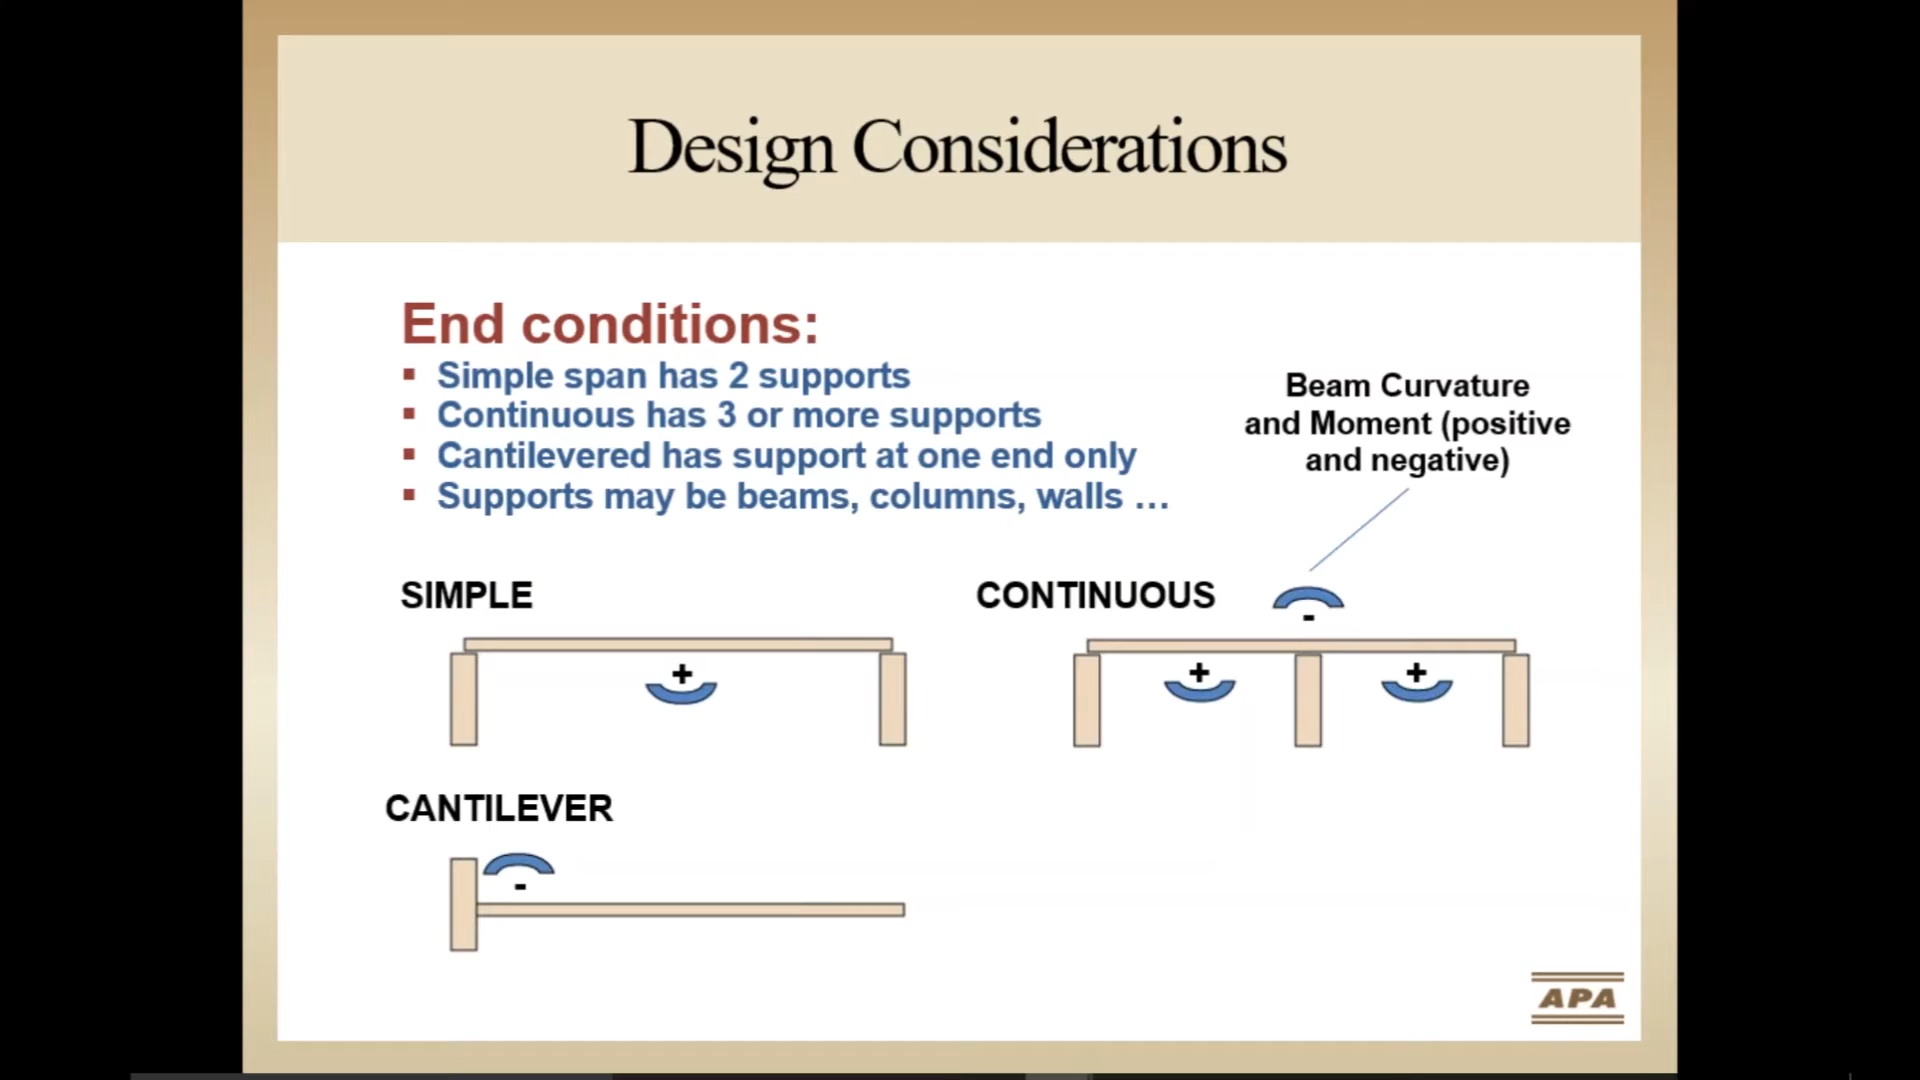 Design Considerations
End conditions:
▪ Simple span has 2 supports
▪ Continuous has 3 or more supports
▪ Cantilevered has support at one end only
▪ Supports may be beams, columns, walls …
Beam Curvature
and Moment (positive
and negative)
SIMPLE
+
CONTINUOUS
-
+ +
CANTILEVER
-
APA